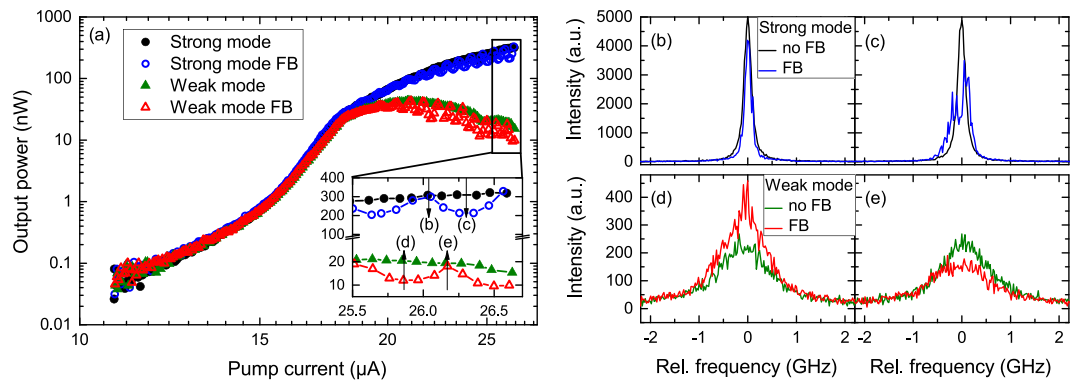 (a)
Strong mode
Strong mode FB
Weak mode
Weak mode FB
Output power (nW)
1000
100
10
1
0.1
0.01
10
15
20
25
Pump current (µA)
400
300
200
100
20
10
(b)
(c)
(d)
(e)
25.5
26.0
26.5
(b)
Strong mode
no FB
FB
(c)
Intensity (a.u.)
5000
4000
3000
2000
1000
0
(d)
Weak mode
no FB
FB
(e)
Intensity (a.u.)
500
400
300
200
100
0
-2 -1 0 1 2
-2 -1 0 1 2
Rel. frequency (GHz)
Rel. frequency (GHz)